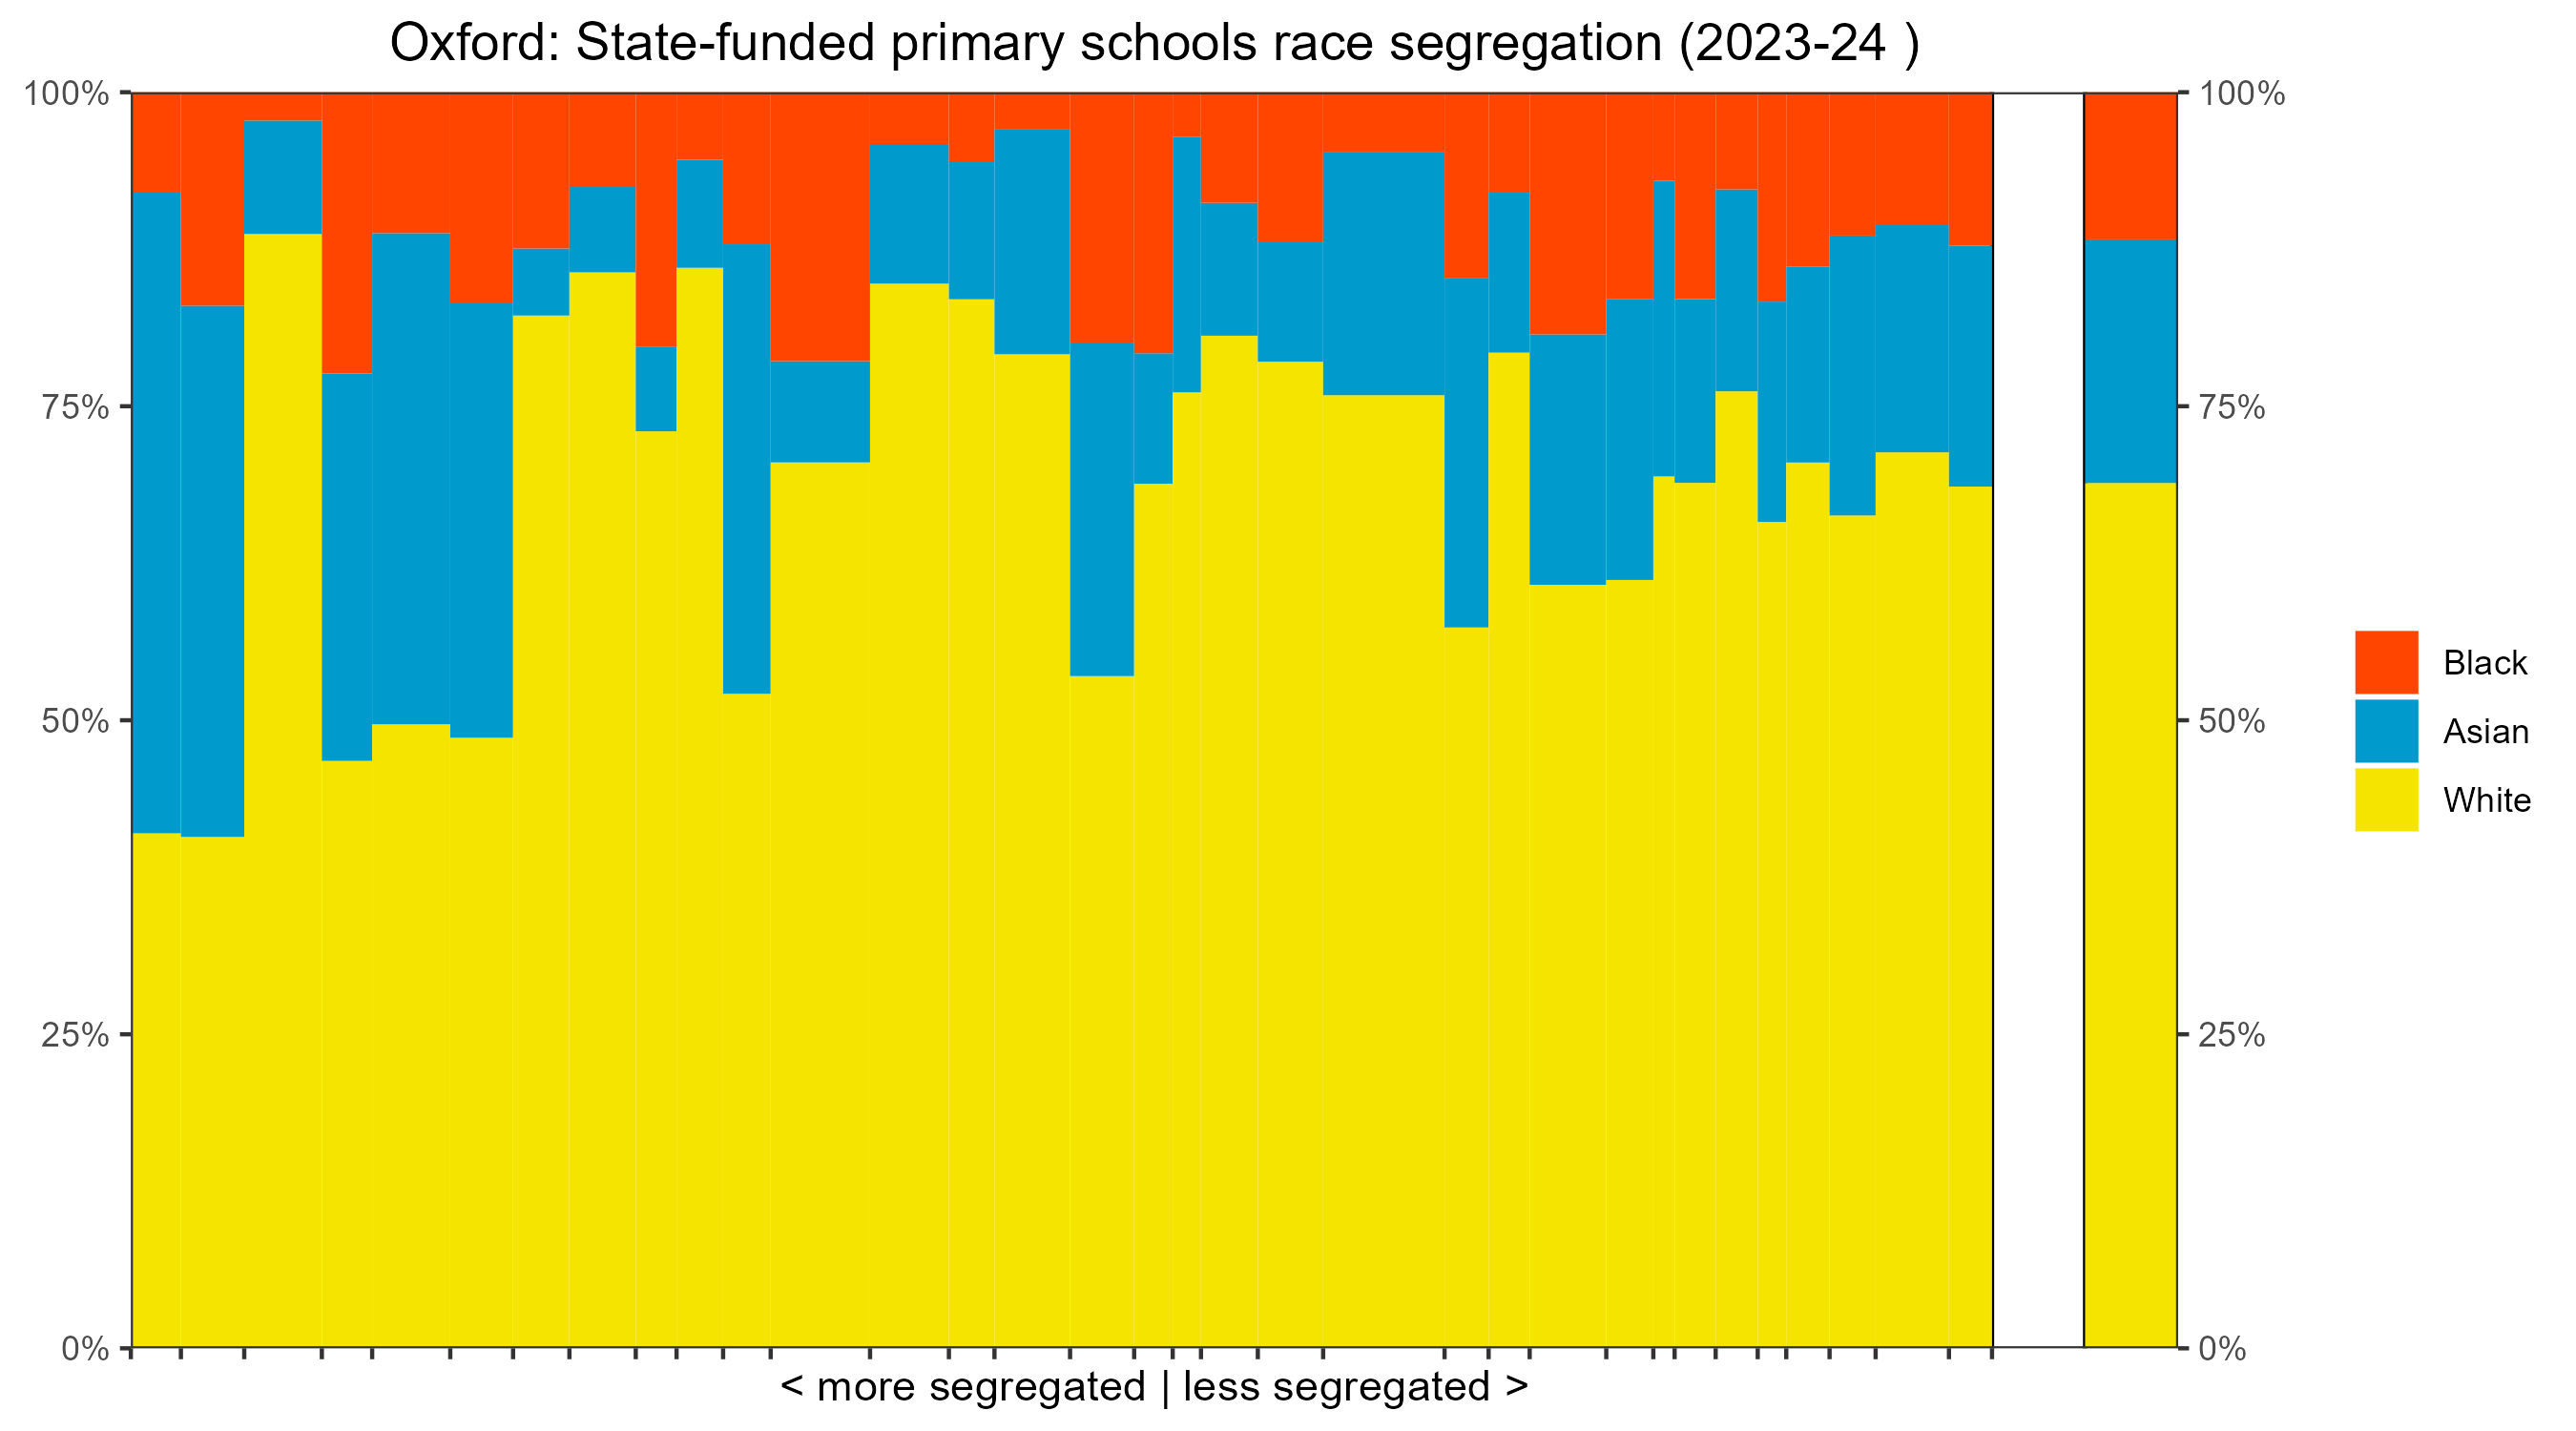 Oxford: State-funded primary schools race segregation (2023-24 )
100%
75%
50%
25%
0%
100%
75%
50%
25%
0%
Black
Asian
White
< more segregated | less segregated >